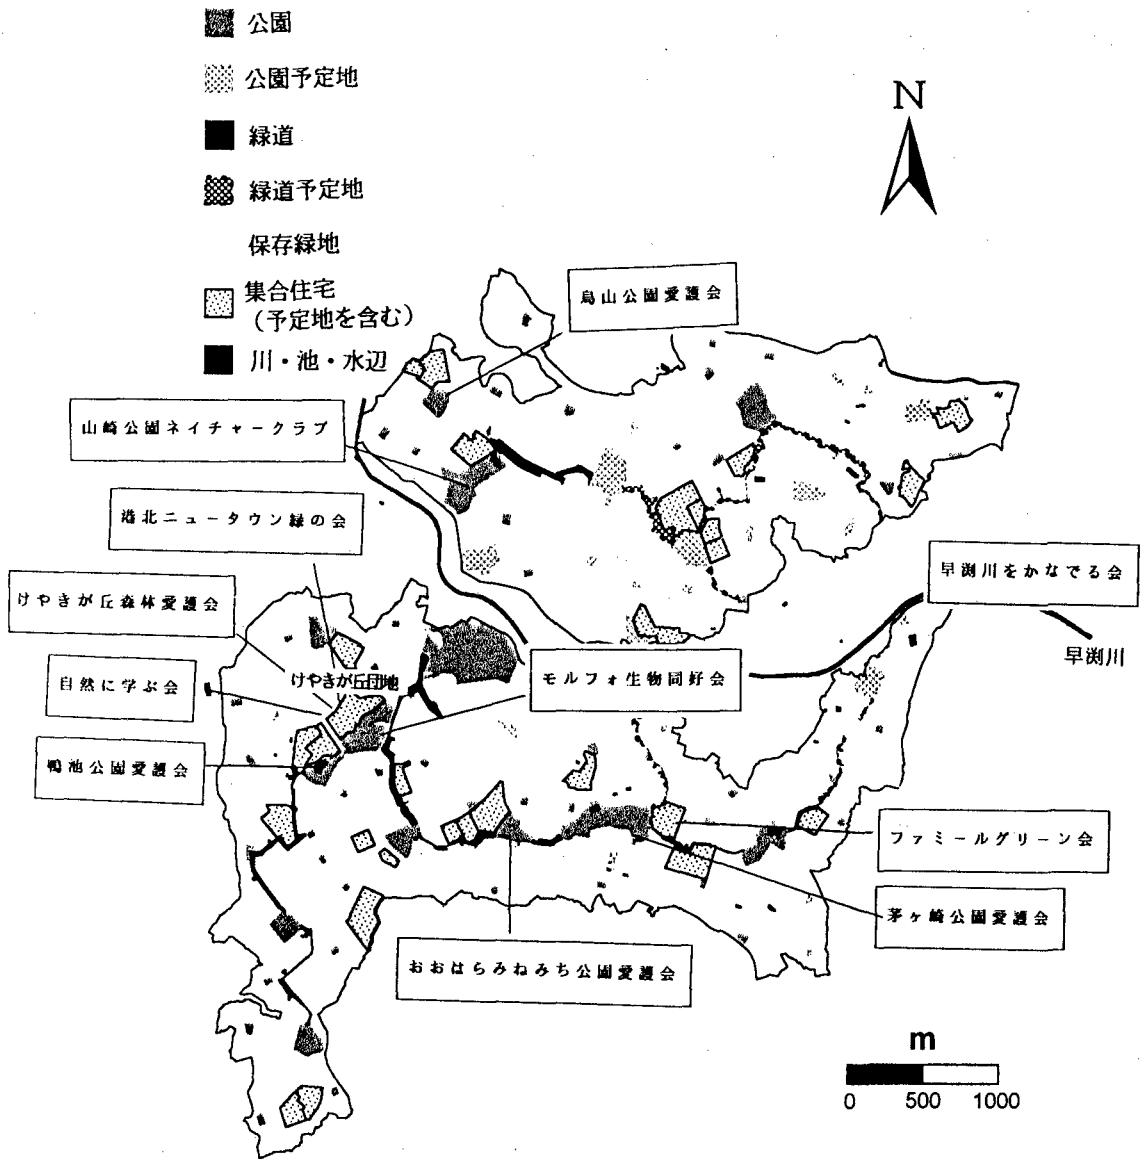 公園
公園予定地
緑道
緑道予定地
保存緑地
集合住宅
(予定地を含む)
川・池・水辺
N
烏山公園愛護会
山崎公園ネイチャークラブ
港北ニュータウン緑の会
けやきが丘森林愛護会
自然に学ぶ会
鴨池公園愛護会
けやきが丘団地
モルフォ生物同好会
早渕川をかなでる会
早渕川
ファミールグリーン会
茅ヶ崎公園愛護会
おおはらみねみち公園愛護会
m
0 500 1000